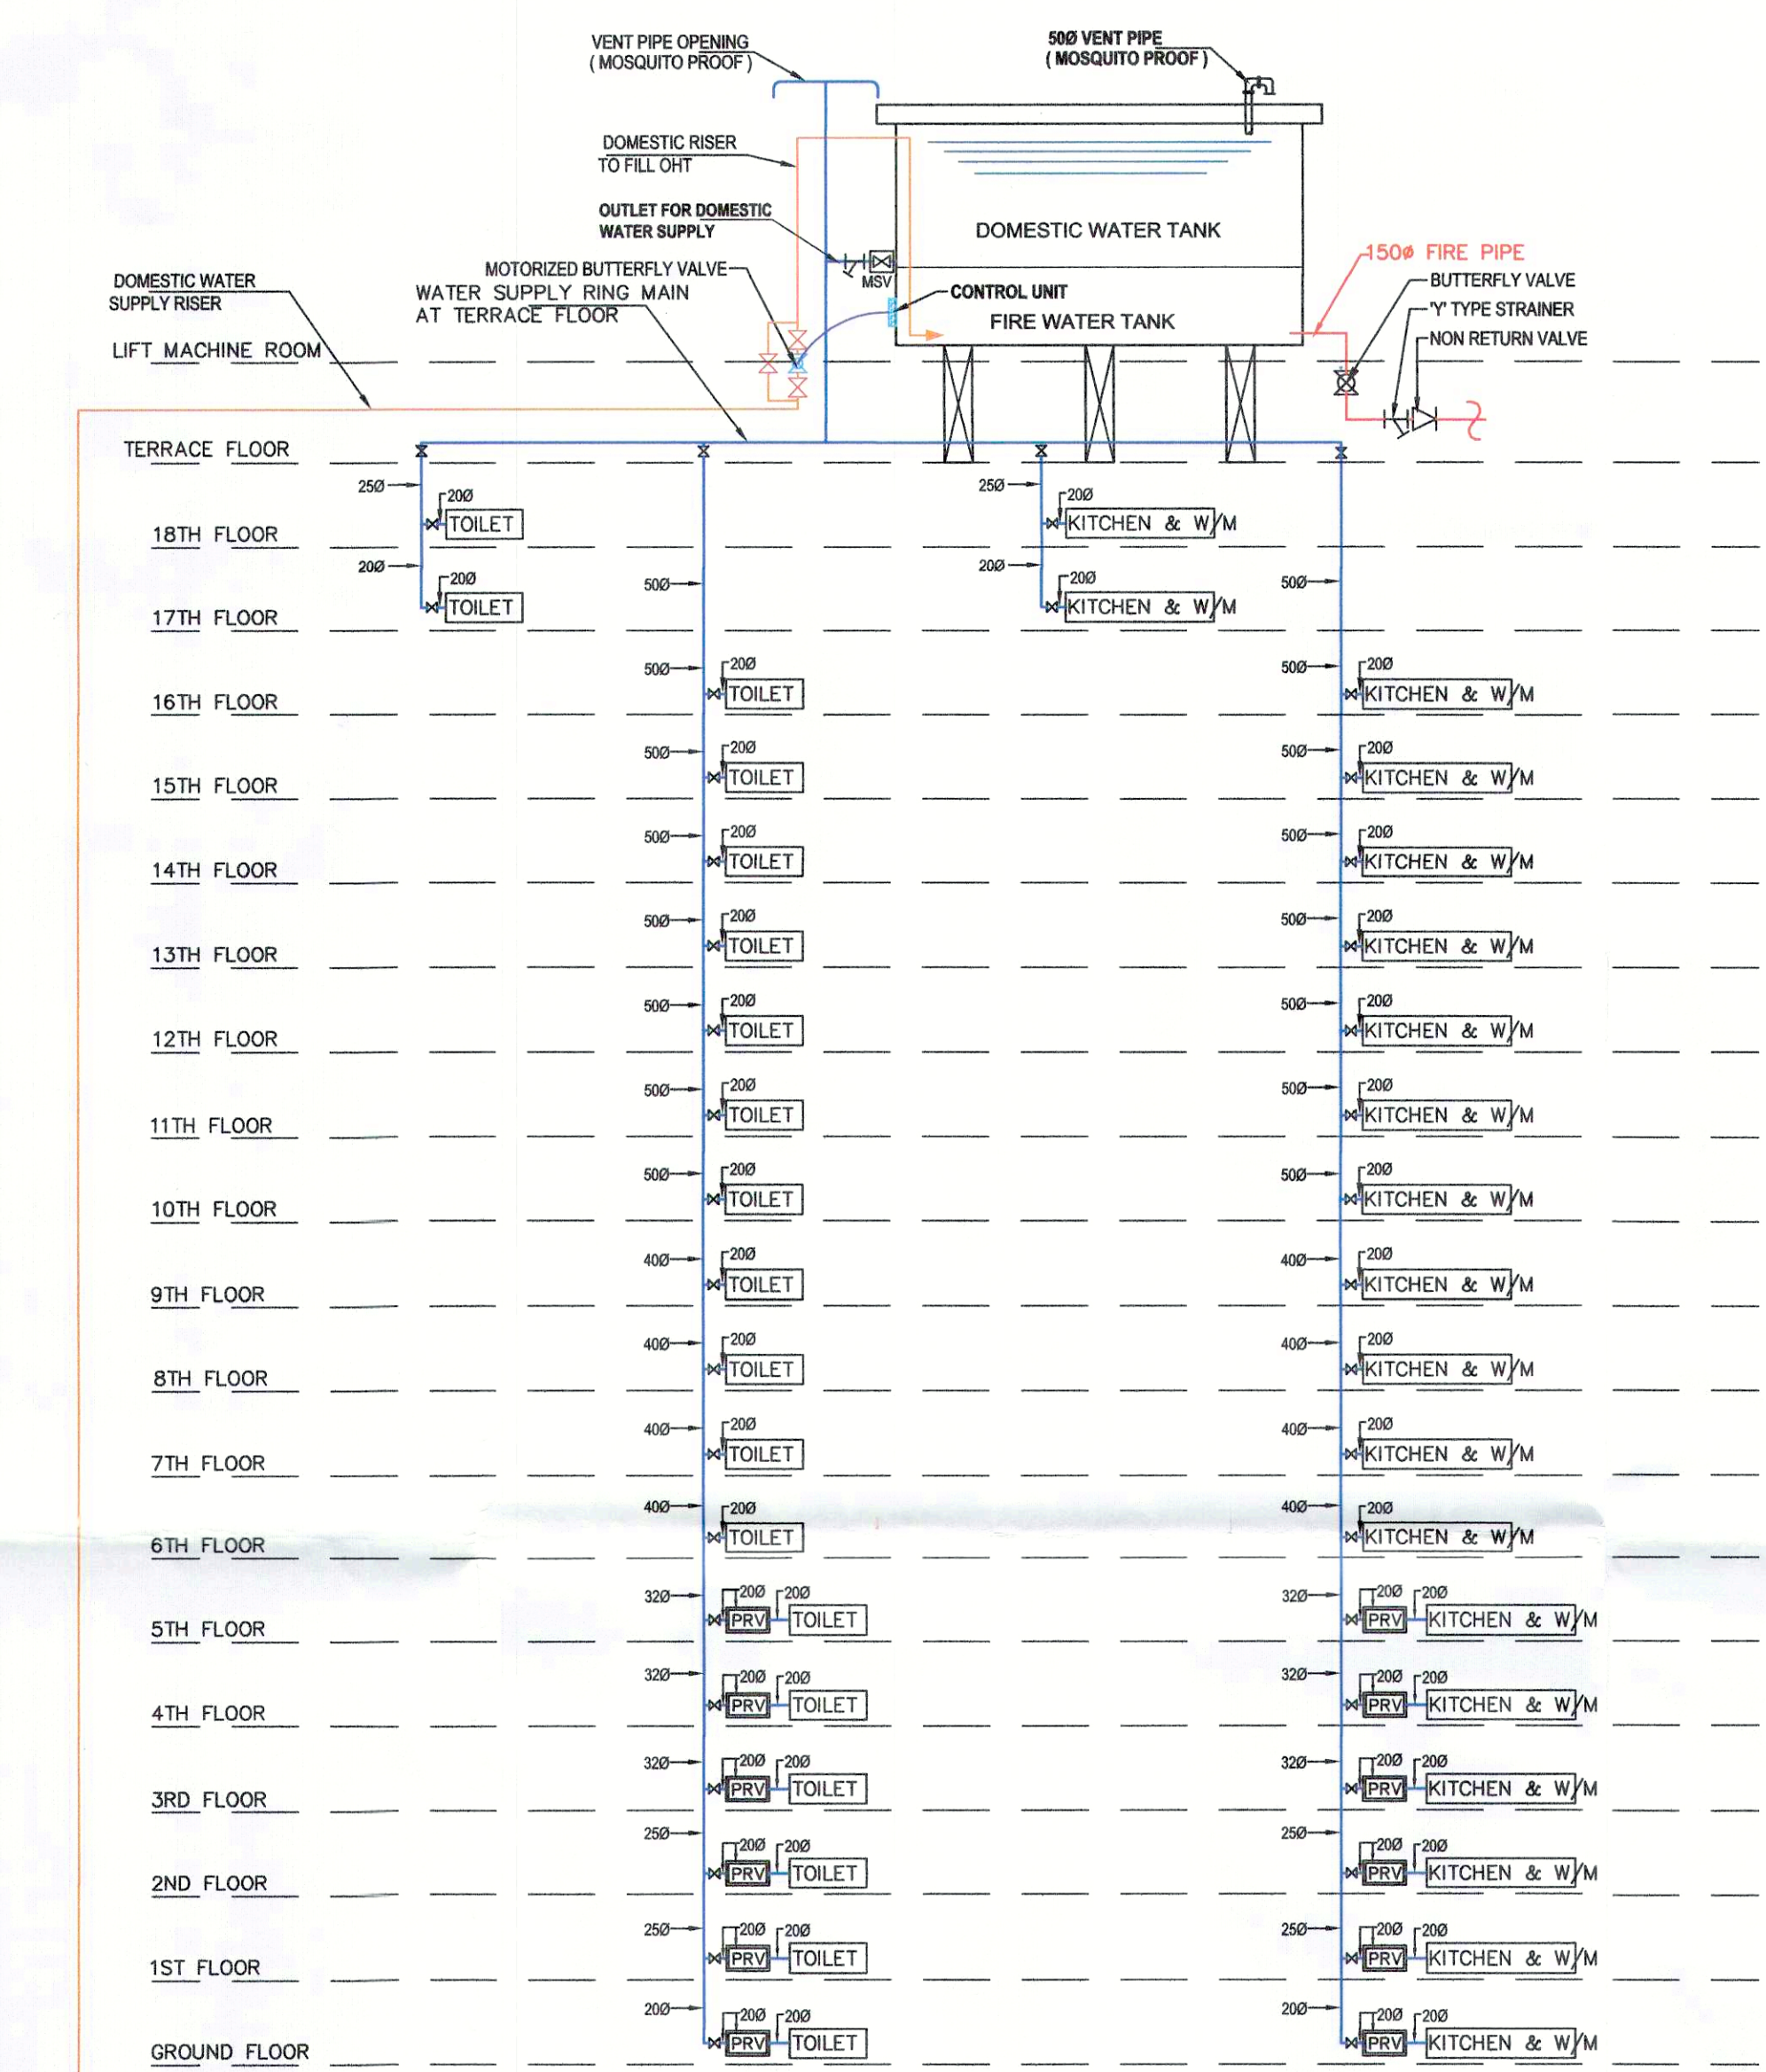 VENT PIPE OPENING
( MOSQUITO PROOF )
50Ø VENT PIPE
( MOSQUITO PROOF )
DOMESTIC RISER
TO FILL OHT
OUTLET FOR DOMESTIC
WATER SUPPLY
DOMESTIC WATER TANK
MSV
150ø FIRE PIPE
BUTTERFLY VALVE
'Y' TYPE STRAINER
NON RETURN VALVE
DOMESTIC WATER
SUPPLY RISER
MOTORIZED BUTTERFLY VALVE
WATER SUPPLY RING MAIN
AT TERRACE FLOOR
CONTROL UNIT
FIRE WATER TANK
LIFT MACHINE ROOM
TERRACE FLOOR
25Ø 20Ø 25Ø 20Ø
18TH FLOOR TOILET KITCHEN & W/M
20Ø 20Ø 50Ø 20Ø 20Ø 50Ø
17TH FLOOR TOILET KITCHEN & W/M
50Ø 20Ø 50Ø 20Ø
16TH FLOOR TOILET KITCHEN & W/M
50Ø 20Ø 50Ø 20Ø
15TH FLOOR TOILET KITCHEN & W/M
50Ø 20Ø 50Ø 20Ø
14TH FLOOR TOILET KITCHEN & W/M
50Ø 20Ø 50Ø 20Ø
13TH FLOOR TOILET KITCHEN & W/M
50Ø 20Ø 50Ø 20Ø
12TH FLOOR TOILET KITCHEN & W/M
50Ø 20Ø 50Ø 20Ø
11TH FLOOR TOILET KITCHEN & W/M
50Ø 20Ø 50Ø 20Ø
10TH FLOOR TOILET KITCHEN & W/M
40Ø 20Ø 40Ø 20Ø
9TH FLOOR TOILET KITCHEN & W/M
40Ø 20Ø 40Ø 20Ø
8TH FLOOR TOILET KITCHEN & W/M
40Ø 20Ø 40Ø 20Ø
7TH FLOOR TOILET KITCHEN & W/M
40Ø 20Ø 40Ø 20Ø
6TH FLOOR TOILET KITCHEN & W/M
32Ø 20Ø 20Ø 32Ø 20Ø 20Ø
5TH FLOOR PRV TOILET PRV KITCHEN & W/M
32Ø 20Ø 20Ø 32Ø 20Ø 20Ø
4TH FLOOR PRV TOILET PRV KITCHEN & W/M
32Ø 20Ø 20Ø 32Ø 20Ø 20Ø
3RD FLOOR PRV TOILET PRV KITCHEN & W/M
25Ø 20Ø 20Ø 25Ø 20Ø 20Ø
2ND FLOOR PRV TOILET PRV KITCHEN & W/M
25Ø 20Ø 20Ø 25Ø 20Ø 20Ø
1ST FLOOR PRV TOILET PRV KITCHEN & W/M
20Ø 20Ø 20Ø 20Ø 20Ø 20Ø
GROUND FLOOR PRV TOILET PRV KITCHEN & W/M